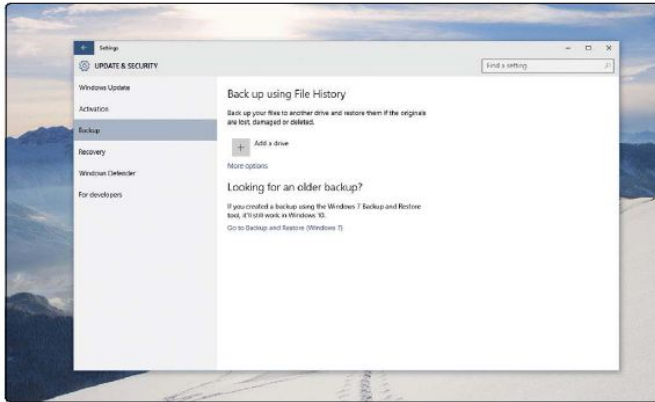 Settings
UPDATE & SECURITY
Find a setting
Windows Update
Activation
Backup
Recovery
Windows Defender
For developers
Back up using File History
Back up your files to another drive and restore them if the originals
are lost, damaged or deleted.
Add a drive
More options
Looking for an older backup?
If you created a backup using the Windows 7 Backup and Restore
tool, it'll still work in Windows 10.
Go to Backup and Restore (Windows 7)